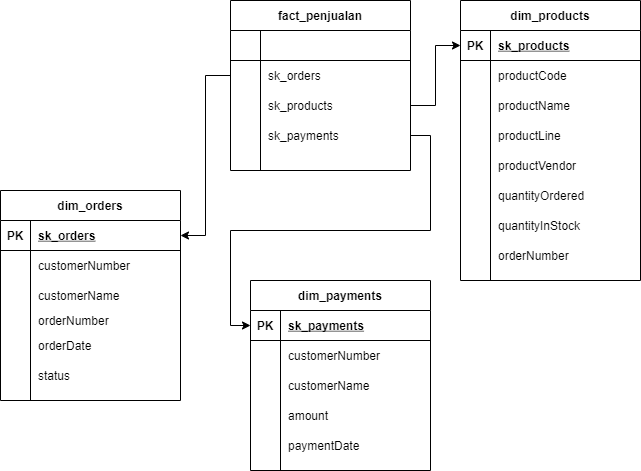 fact_penjualan
sk_orders
sk_products
sk_payments
dim_products
PK sk_products
productCode
productName
productLine
productVendor
quantityOrdered
quantityInStock
orderNumber
dim_orders
PK sk_orders
customerNumber
customerName
orderNumber
orderDate
status
dim_payments
PK sk_payments
customerNumber
customerName
amount
paymentDate